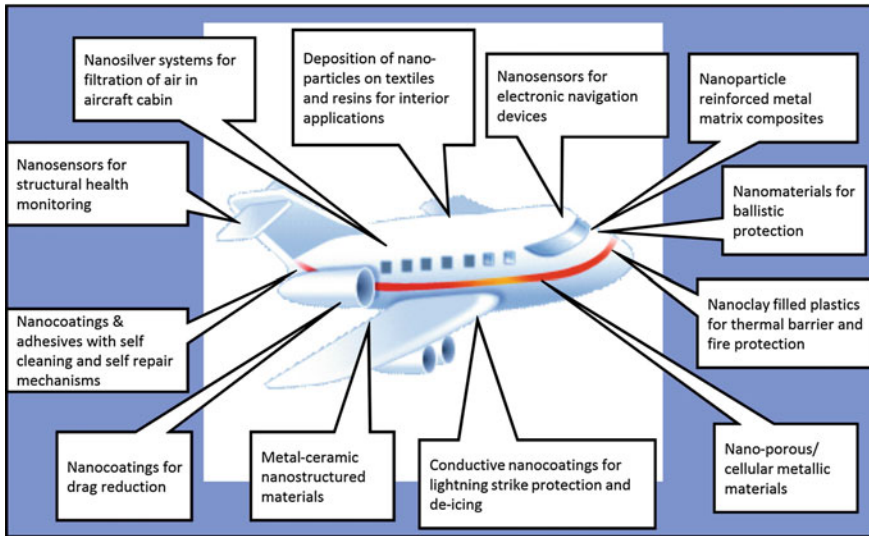 Nanosilver systems for
filtration of air in
aircraft cabin
Deposition of nano-
particles on textiles
and resins for interior
applications
Nanosensors for
electronic navigation
devices
Nanoparticle
reinforced metal
matrix composites
Nanosensors for
structural health
monitoring
Nanomaterials for
ballistic
protection
Nanoclay filled plastics
for thermal barrier and
fire protection
Nanocoatings &
adhesives with self
cleaning and self repair
mechanisms
Nanocoatings for
drag reduction
Metal-ceramic
nanostructured
materials
Conductive nanocoatings for
lightning strike protection and
de-icing
Nano-porous/
cellular metallic
materials